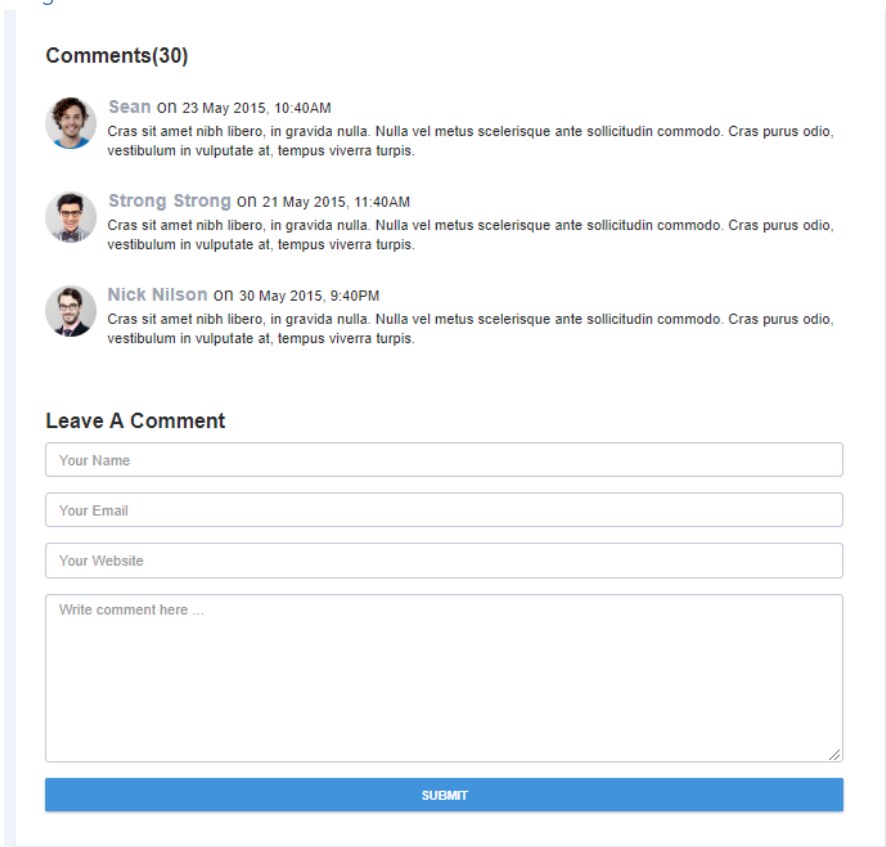 Comments(30)
Sean on 23 May 2015, 10:40AM
Cras sit amet nibh libero, in gravida nulla. Nulla vel metus scelerisque ante sollicitudin commodo. Cras purus odio,
vestibulum in vulputate at, tempus viverra turpis.
Strong Strong on 21 May 2015, 11:40AM
Cras sit amet nibh libero, in gravida nulla. Nulla vel metus scelerisque ante sollicitudin commodo. Cras purus odio,
vestibulum in vulputate at, tempus viverra turpis.
Nick Nilson on 30 May 2015, 9:40PM
Cras sit amet nibh libero, in gravida nulla. Nulla vel metus scelerisque ante sollicitudin commodo. Cras purus odio,
vestibulum in vulputate at, tempus viverra turpis.
Leave A Comment
Your Name
Your Email
Your Website
Write comment here ...
SUBMIT